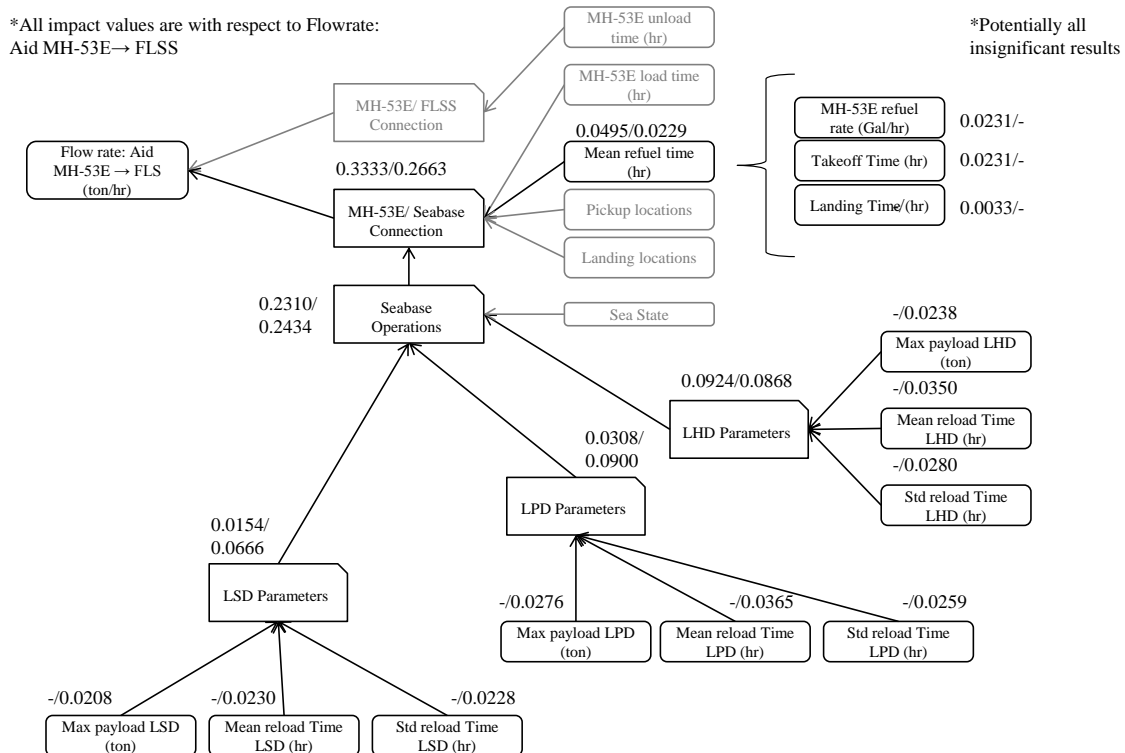 *All impact values are with respect to Flowrate:
Aid MH-53E→ FLSS
*Potentially all
insignificant results
MH-53E unload
time (hr)
MH-53E load time
(hr)
MH-53E/ FLSS
Connection
0.0495/0.0229
Mean refuel time
(hr)
MH-53E refuel
rate (Gal/hr)
0.0231/-
Takeoff Time (hr)
0.0231/-
Landing Time/(hr)
0.0033/-
Flow rate: Aid
MH-53E → FLS
(ton/hr)
0.3333/0.2663
MH-53E/ Seabase
Connection
Pickup locations
Landing locations
0.2310/
0.2434
Seabase
Operations
Sea State
-/0.0238
Max payload LHD
(ton)
0.0924/0.0868
LHD Parameters
-/0.0350
Mean reload Time
LHD (hr)
-/0.0280
Std reload Time
LHD (hr)
0.0308/
0.0900
LPD Parameters
0.0154/
0.0666
LSD Parameters
-/0.0276
Max payload LPD
(ton)
-/0.0365
Mean reload Time
LPD (hr)
-/0.0259
Std reload Time
LPD (hr)
-/0.0208
Max payload LSD
(ton)
-/0.0230
Mean reload Time
LSD (hr)
-/0.0228
Std reload Time
LSD (hr)